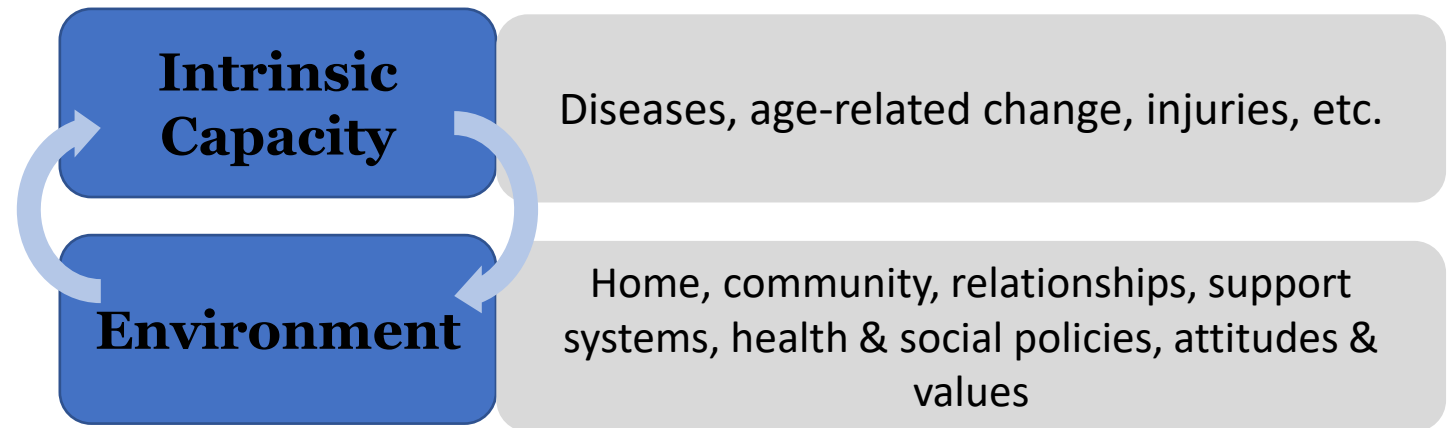 Intrinsic
Capacity
Diseases, age-related change, injuries, etc.
Environment
Home, community, relationships, support
systems, health & social policies, attitudes &
values